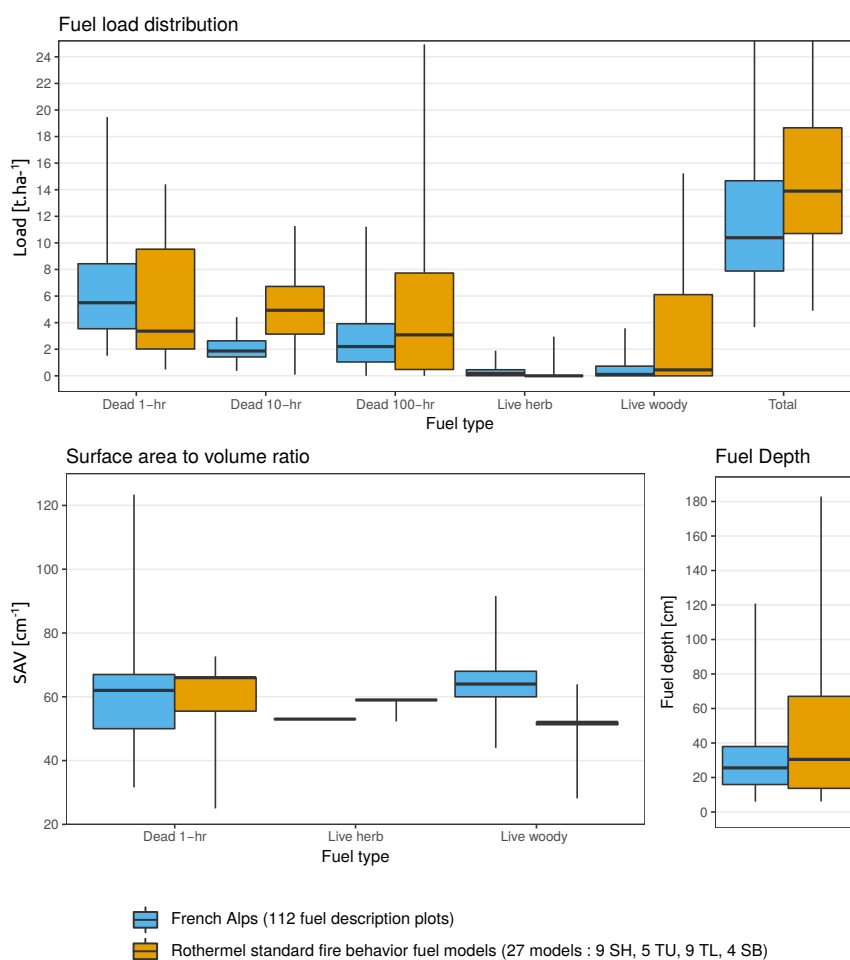 Fuel load distribution
24
22
20
18
16
14
12
10
8
6
4
2
0
Load [t.ha-¹]
Dead 1−hr Dead 10−hr Dead 100−hr Live herb Live woody Total
Fuel type
Surface area to volume ratio
120
100
80
60
40
20
SAV [cm-¹]
Dead 1−hr Live herb Live woody
Fuel type
Fuel Depth
180
160
140
120
100
80
60
40
20
0
Fuel depth [cm]
French Alps (112 fuel description plots)
Rothermel standard fire behavior fuel models (27 models : 9 SH, 5 TU, 9 TL, 4 SB)